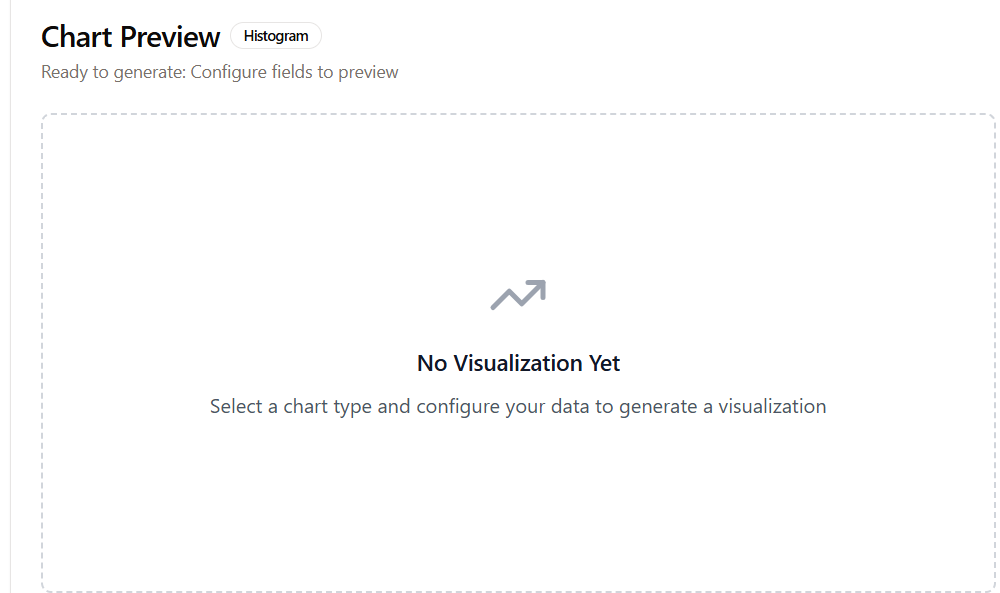 Chart Preview Histogram
Ready to generate: Configure fields to preview
No Visualization Yet
Select a chart type and configure your data to generate a visualization